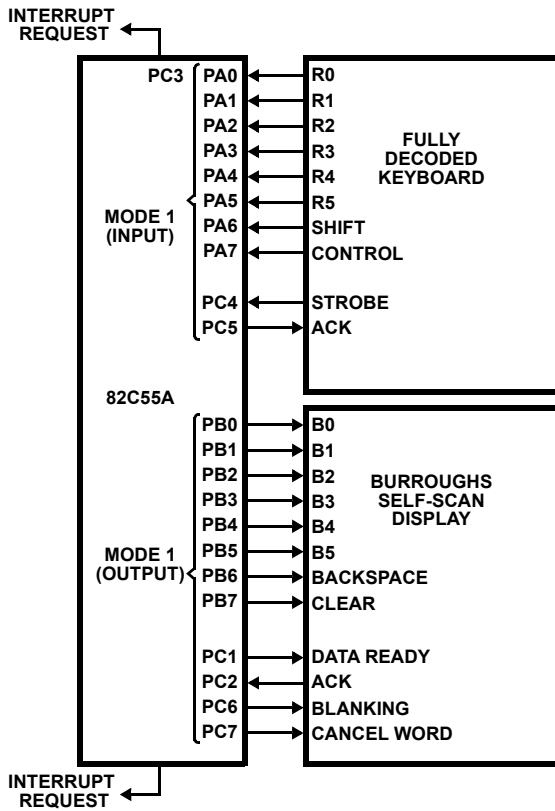 INTERRUPT
REQUEST
PC3
PA0
R0
PA1
R1
PA2
R2
PA3
R3
PA4
R4
PA5
R5
PA6
SHIFT
PA7
CONTROL
PC4
STROBE
PC5
ACK
MODE 1
(INPUT)
FULLY
DECODED
KEYBOARD
82C55A
PB0
B0
PB1
B1
PB2
B2
PB3
B3
PB4
B4
PB5
B5
PB6
BACKSPACE
PB7
CLEAR
PC1
DATA READY
PC2
ACK
PC6
BLANKING
PC7
CANCEL WORD
MODE 1
(OUTPUT)
BURROUGHS
SELF-SCAN
DISPLAY
INTERRUPT
REQUEST